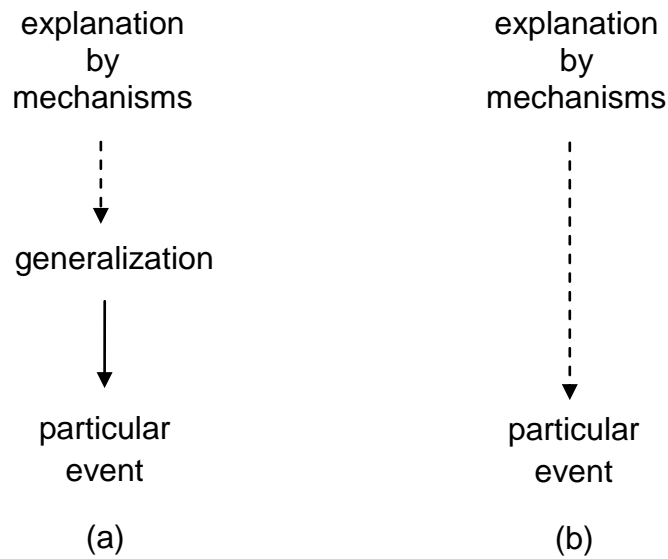 explanation
by
mechanisms
generalization
particular
event
(a)
explanation
by
mechanisms
particular
event
(b)